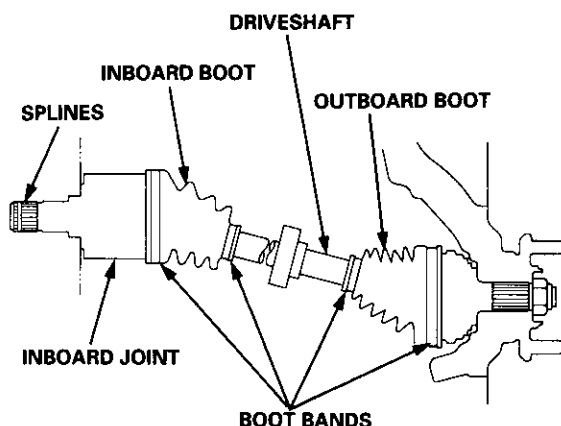 DRIVESHAFT
INBOARD BOOT
OUTBOARD BOOT
SPLINES
INBOARD JOINT
BOOT BANDS